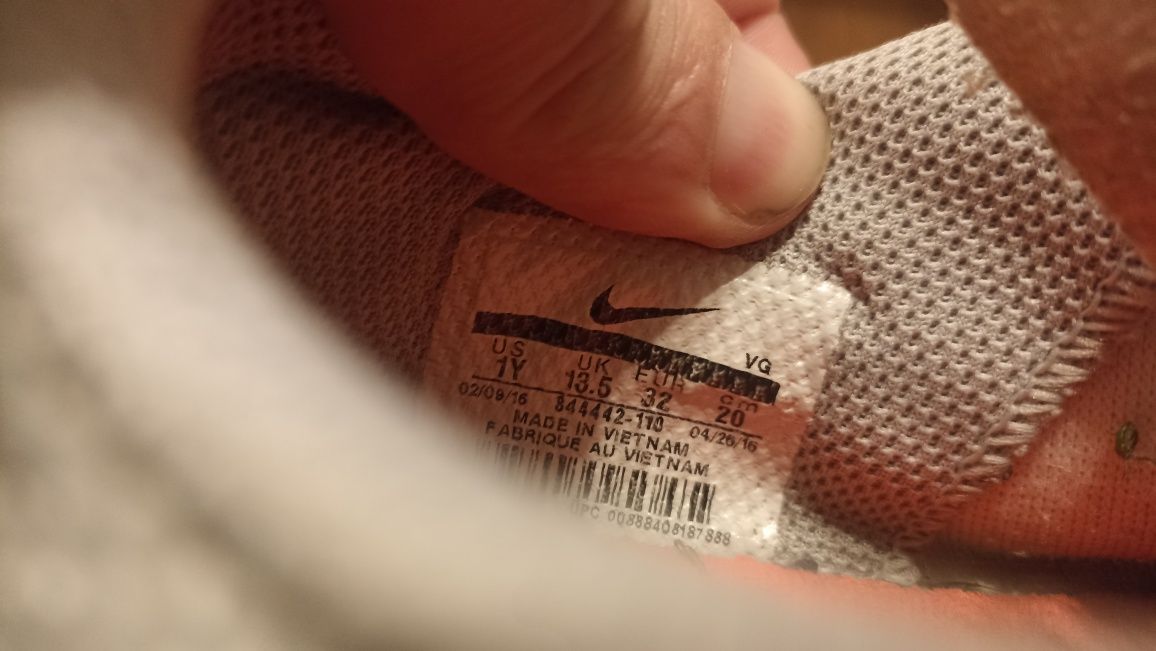 VG
US UK EUR cm
1Y 13.5 32 20
02/09/16 844442-110 04/26/16
MADE IN VIETNAM
FABRIQUE AU VIETNAM
UPC 00888408187888